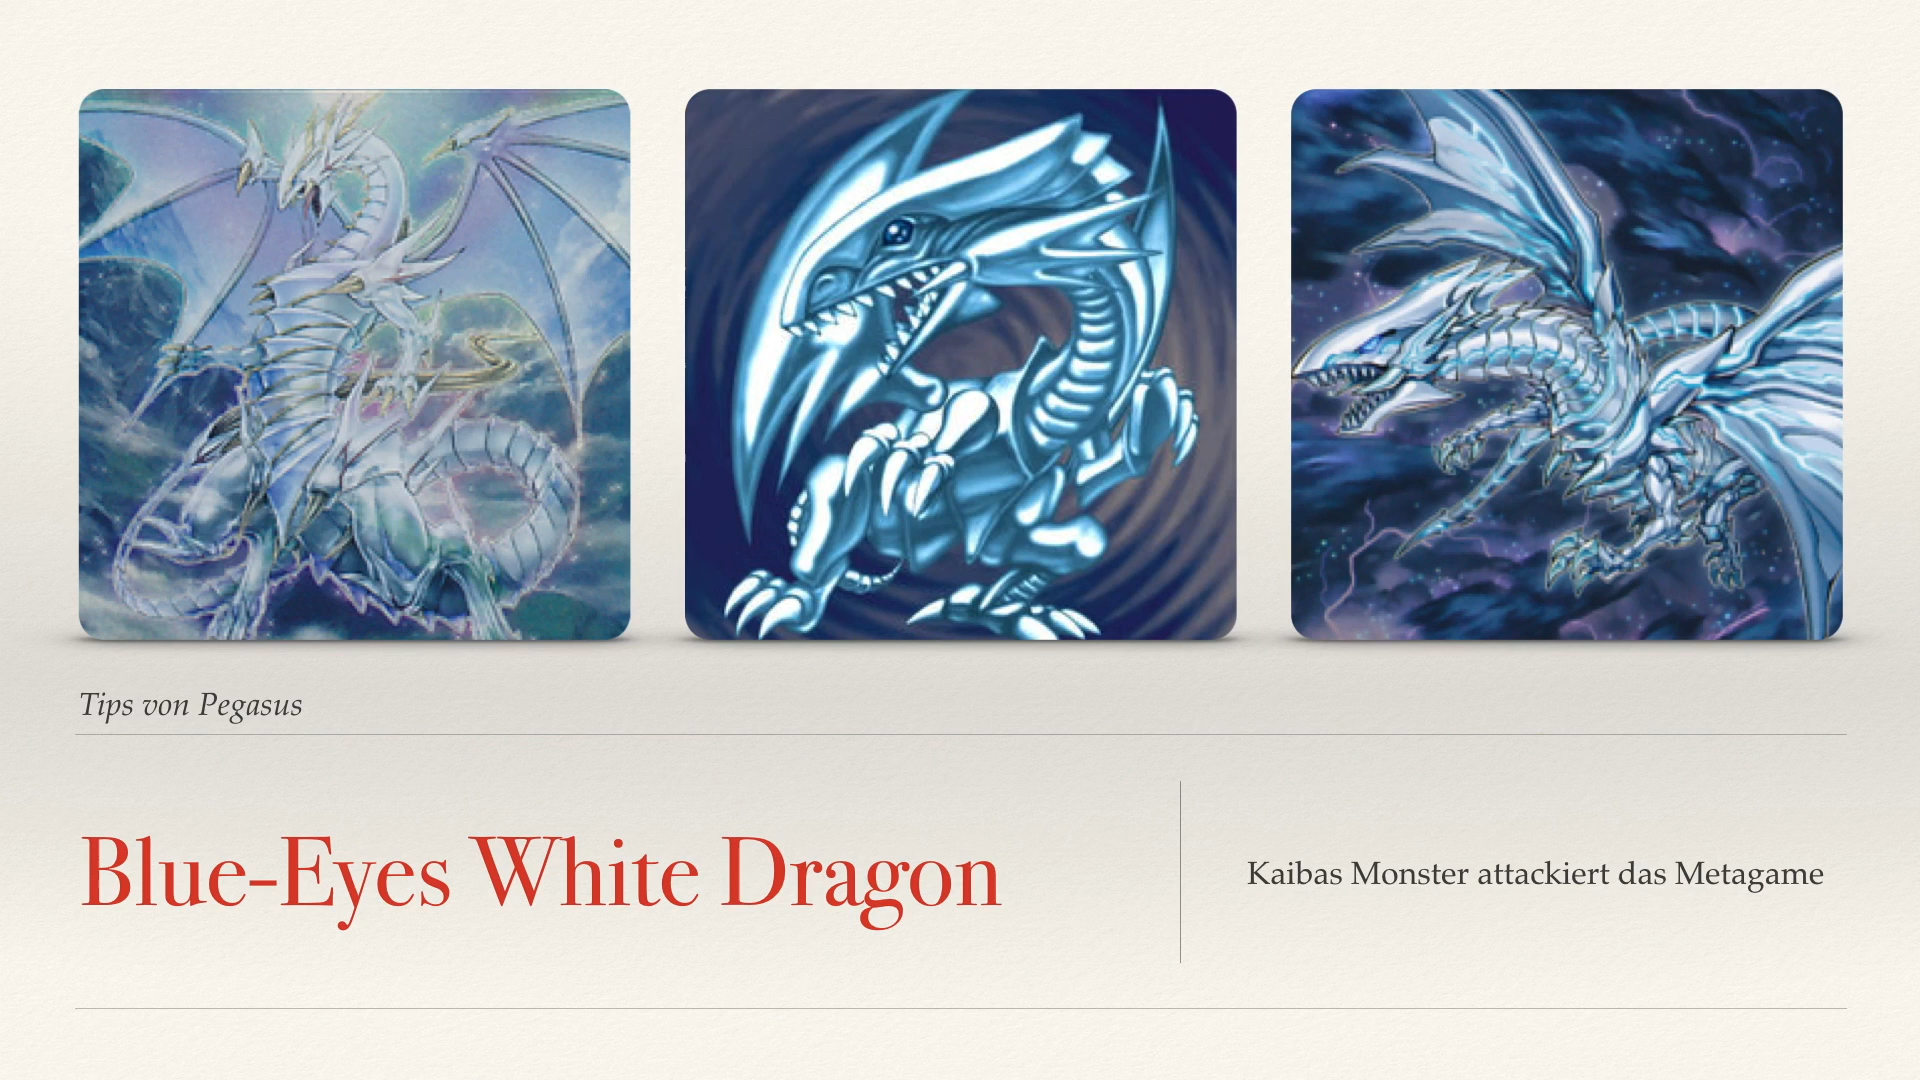 Tips von Pegasus
Blue-Eyes White Dragon
Kaibas Monster attackiert das Metagame